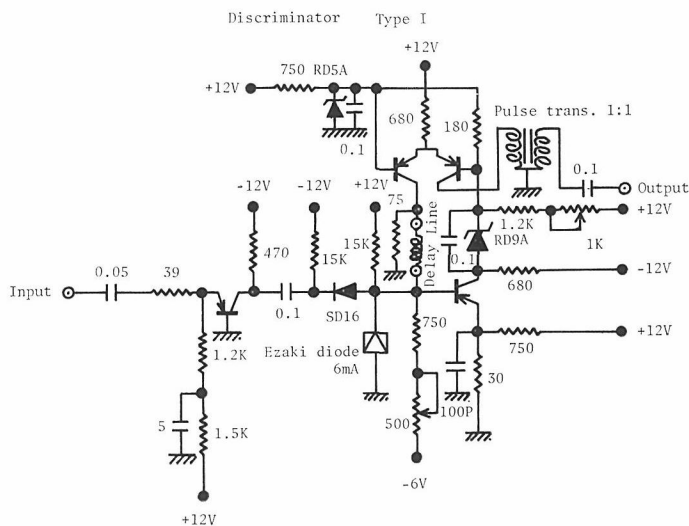 Discriminator Type I
+12V
750 RD5A
+12V
680
180
Pulse trans. 1:1
0.1
0.1
Output
-12V
-12V
+12V
75
Delay Line
1.2K
+12V
470
15K
15K
0.1
RD9A
1K
0.05
39
680
-12V
Input
0.1
SD16
750
750
+12V
Ezaki diode
6mA
1.2K
30
100P
5
1.5K
500
-6V
+12V